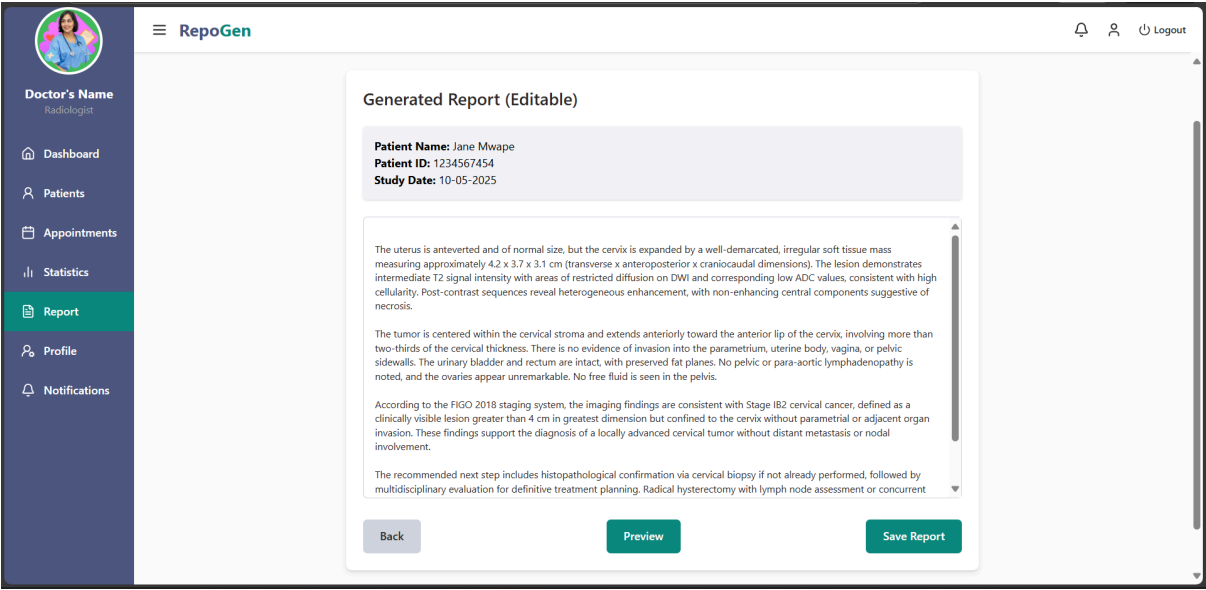 RepoGen
Logout
Doctor's Name
Radiologist
Dashboard
Patients
Appointments
Statistics
Report
Profile
Notifications
Generated Report (Editable)
Patient Name: Jane Mwape
Patient ID: 1234567454
Study Date: 10-05-2025
The uterus is anteverted and of normal size, but the cervix is expanded by a well-demarcated, irregular soft tissue mass
measuring approximately 4.2 x 3.7 x 3.1 cm (transverse x anteroposterior x craniocaudal dimensions). The lesion demonstrates
intermediate T2 signal intensity with areas of restricted diffusion on DWI and corresponding low ADC values, consistent with high
cellularity. Post-contrast sequences reveal heterogeneous enhancement, with non-enhancing central components suggestive of
necrosis.
The tumor is centered within the cervical stroma and extends anteriorly toward the anterior lip of the cervix, involving more than
two-thirds of the cervical thickness. There is no evidence of invasion into the parametrium, uterine body, vagina, or pelvic
sidewalls. The urinary bladder and rectum are intact, with preserved fat planes. No pelvic or para-aortic lymphadenopathy is
noted, and the ovaries appear unremarkable. No free fluid is seen in the pelvis.
According to the FIGO 2018 staging system, the imaging findings are consistent with Stage IB2 cervical cancer, defined as a
clinically visible lesion greater than 4 cm in greatest dimension but confined to the cervix without parametrial or adjacent organ
invasion. These findings support the diagnosis of a locally advanced cervical tumor without distant metastasis or nodal
involvement.
The recommended next step includes histopathological confirmation via cervical biopsy if not already performed, followed by
multidisciplinary evaluation for definitive treatment planning. Radical hysterectomy with lymph node assessment or concurrent
Back
Preview
Save Report